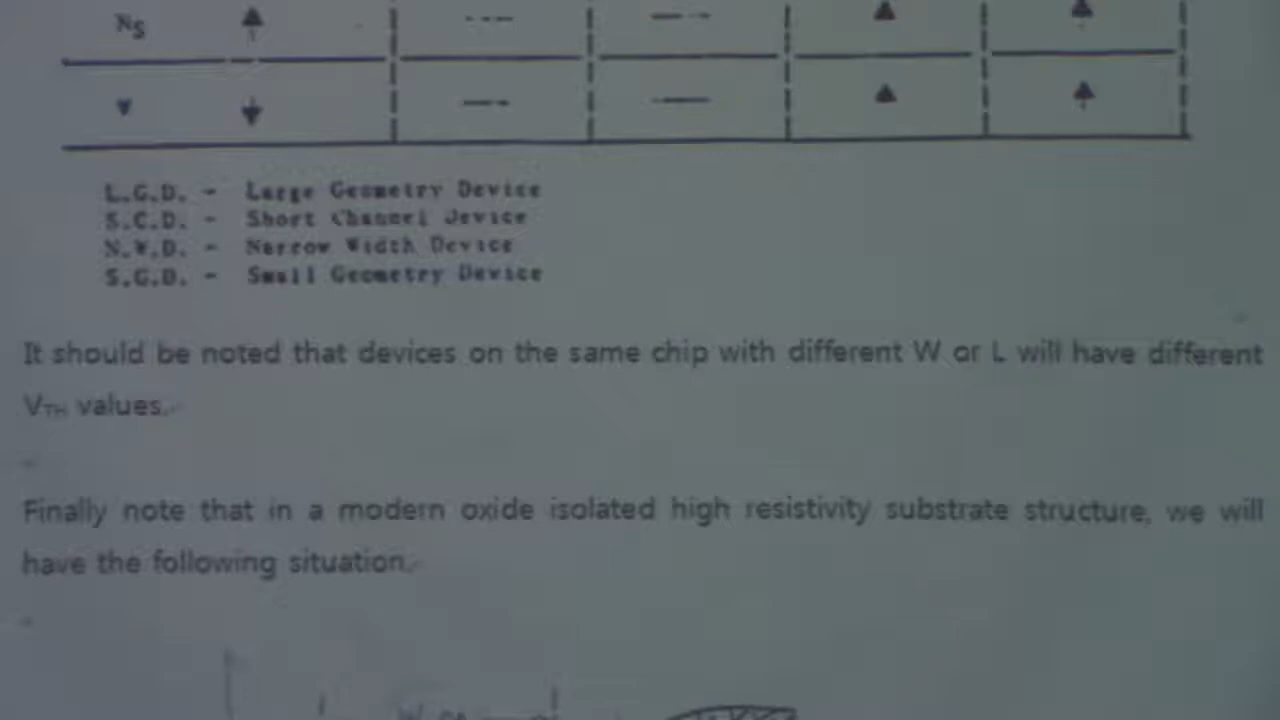 NS
L.G.D. - Large Geometry Device
S.C.D. - Short Channel Device
N.W.D. - Narrow Width Device
S.G.D. - Small Geometry Device
It should be noted that devices on the same chip with different W or L will have different
VTH values.
Finally note that in a modern oxide isolated high resistivity substrate structure, we will
have the following situation.